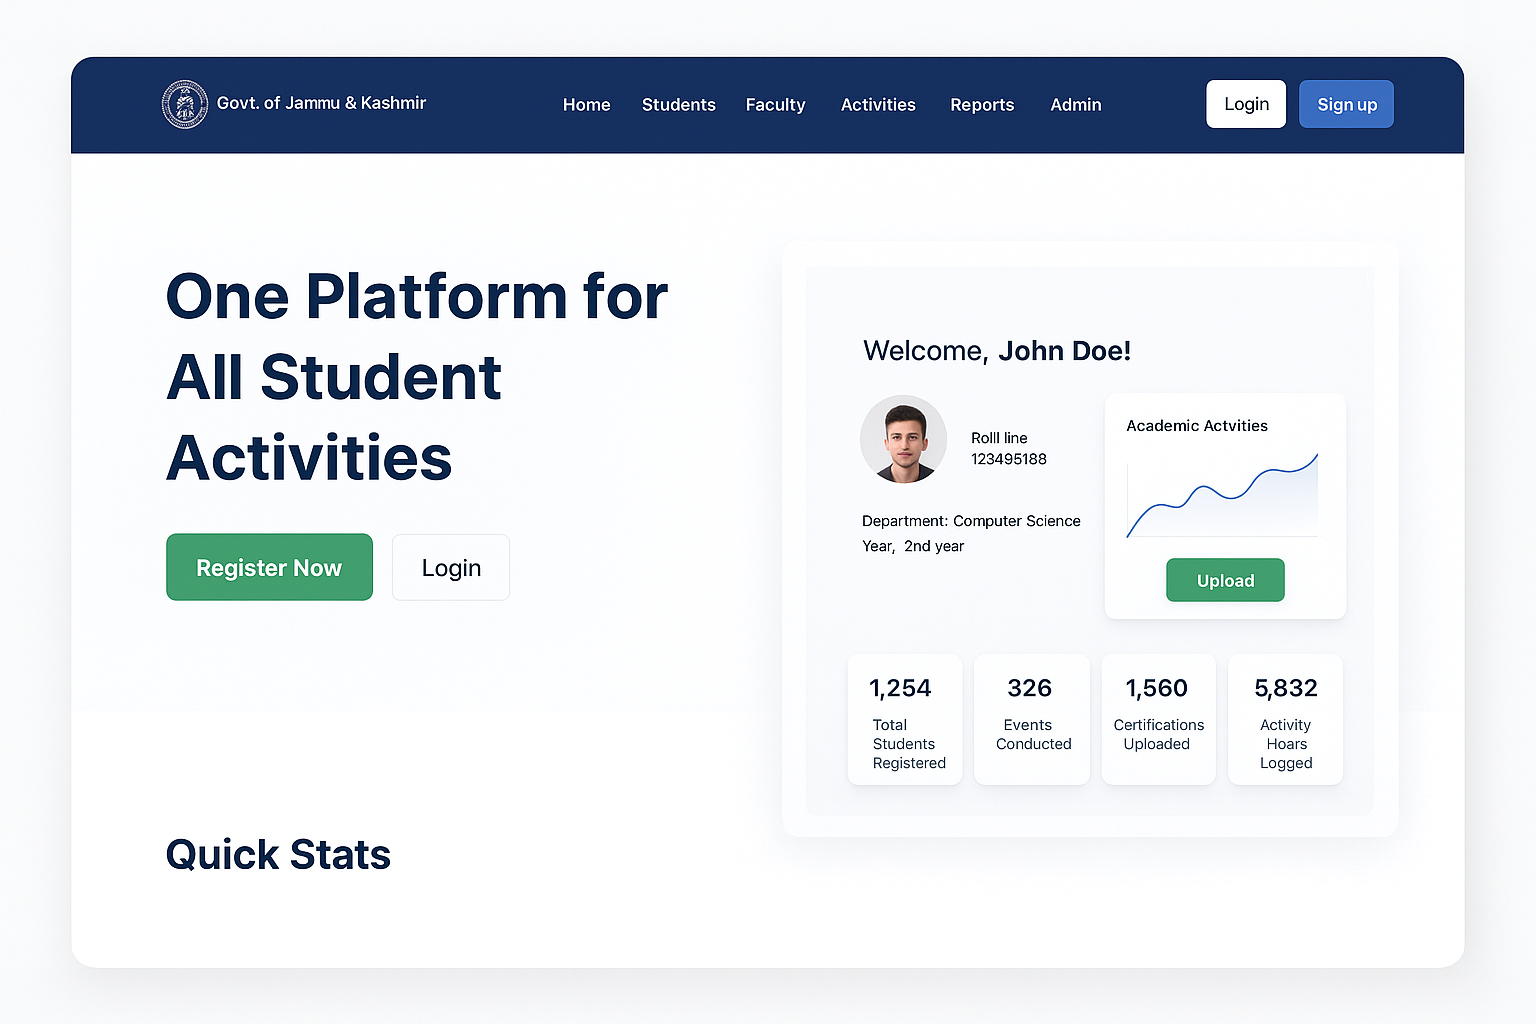 Govt. of Jammu & Kashmir
Home
Students
Faculty
Activities
Reports
Admin
Login
Sign up
One Platform for
All Student
Activities
Register Now
Login
Welcome, John Doe!
Rolll line
123495188
Department: Computer Science
Year, 2nd year
Academic Actvities
Upload
1,254
Total
Students
Registered
326
Events
Conducted
1,560
Certifications
Uploaded
5,832
Activity
Hoars
Logged
Quick Stats